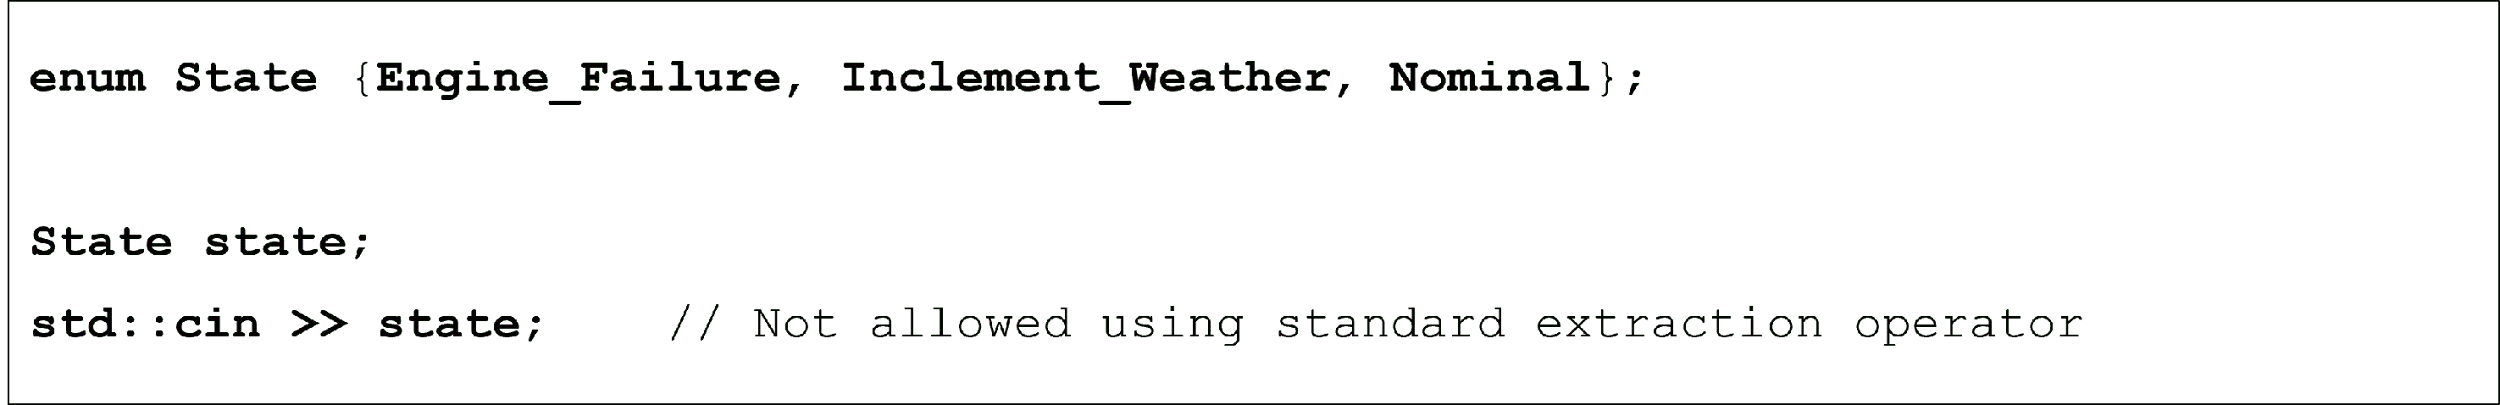 enum State {Engine_Failure, Inclement_Weather, Nominal};
State state;
std::cin >> state;    // Not allowed using standard extraction operator